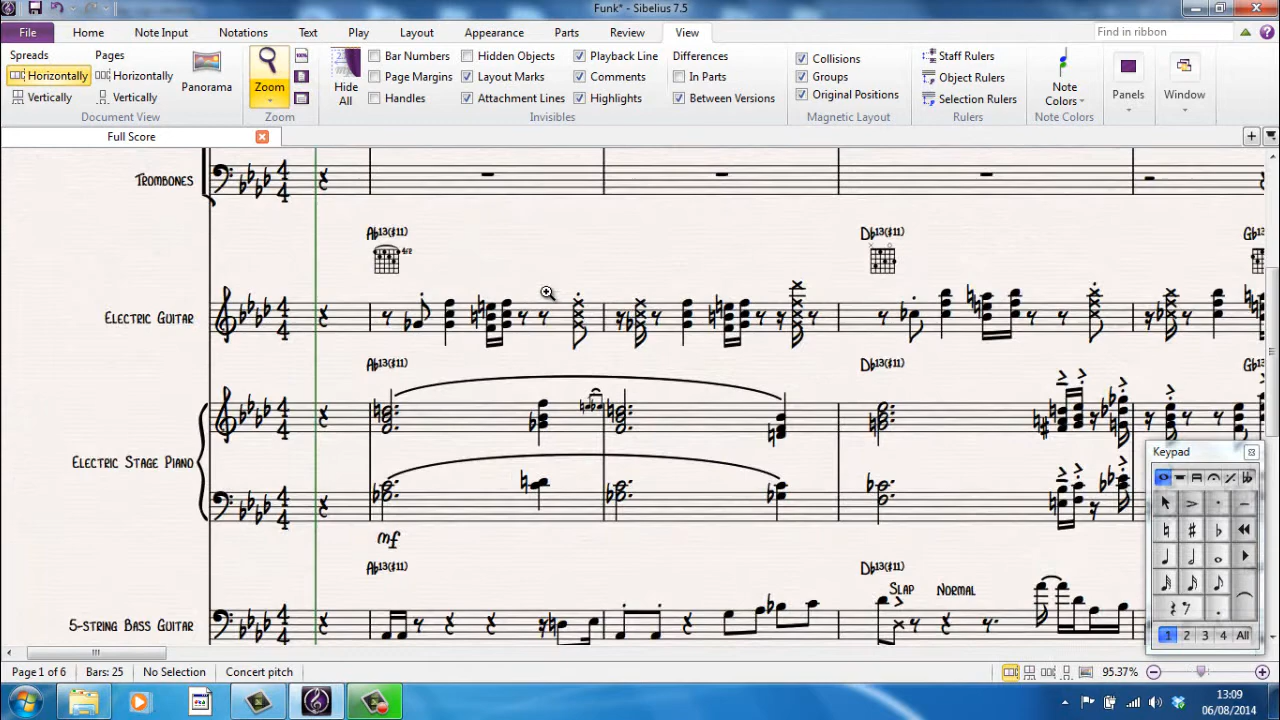 Funk* - Sibelius 7.5
File Home Note Input Notations Text Play Layout Appearance Parts Review View Find in ribbon
Spreads Pages
Horizontally Horizontally
Vertically Vertically
Panorama
Document View
Zoom
100%
Zoom
Hide All
Bar Numbers Hidden Objects Playback Line
Page Margins Layout Marks Comments
Handles Attachment Lines Highlights
Invisibles
Differences
In Parts
Between Versions
Collisions
Groups
Original Positions
Magnetic Layout
Staff Rulers
Object Rulers
Selection Rulers
Rulers
Note Colors
Note Colors
Panels
Window
Full Score
Trombones
Ab13(#11) Db13(#11) Gb13
Electric Guitar
Ab13(#11) Db13(#11) Gb13
Electric Stage Piano
mf
Ab13(#11) Db13(#11)
Slap Normal
5-string Bass Guitar
Keypad
1 2 3 4 All
Page 1 of 6 Bars: 25 No Selection Concert pitch 95.37%
13:09
06/08/2014